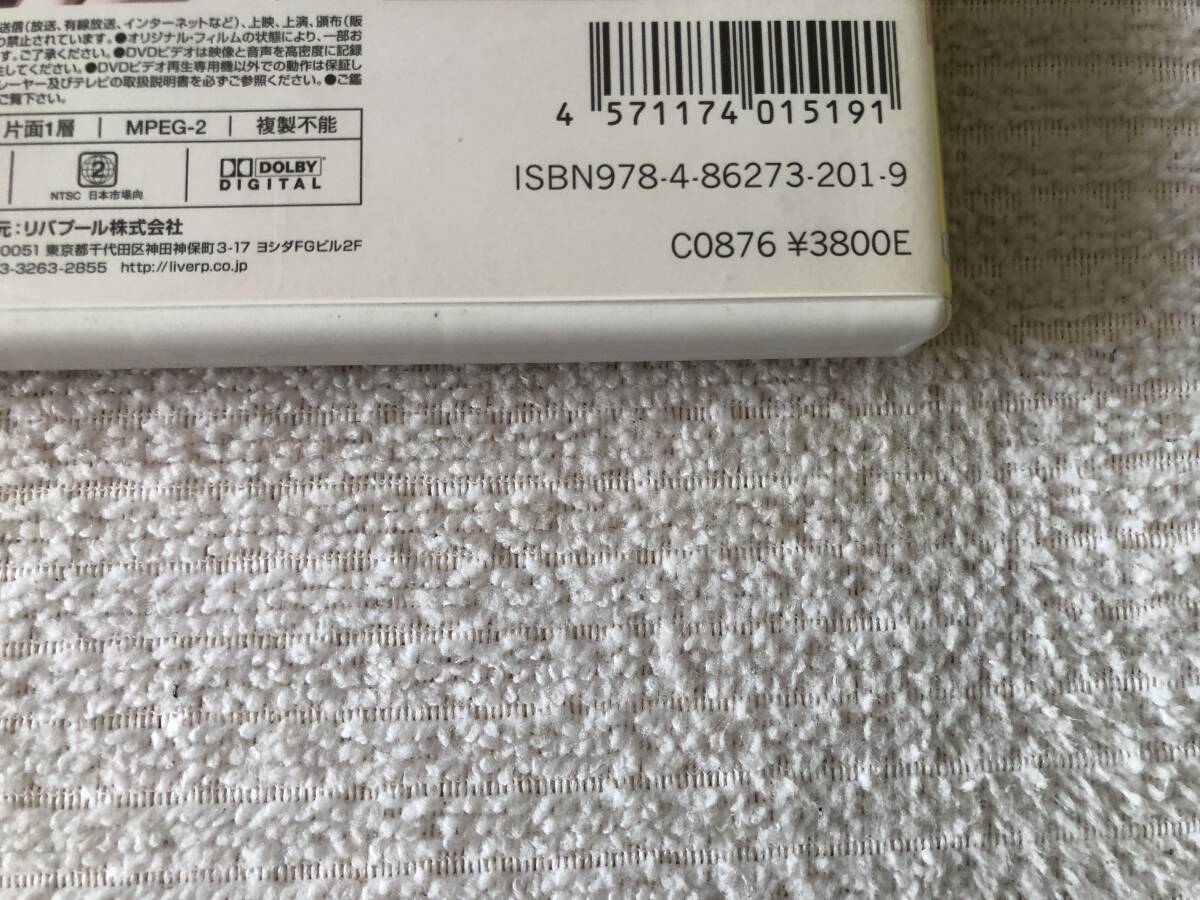 送信(放送、有線放送、インターネットなど)、上映、上演、頒布(販
禁止されています。●オリジナル・フィルムの状態により、一部お
す。ご了承ください。●DVDビデオは映像と音声を高密度に記録
生してください。●DVDビデオ再生専用機以外での動作は保証し
レーヤー及びテレビの取扱説明書を必ずご参照ください。●ご鑑
ご覧下さい。
片面1層 | MPEG-2 | 複製不能
2
NTSC 日本市場向
DOLBY
DIGITAL
元:リバプール株式会社
0051 東京都千代田区神田神保町3-17 ヨシダFGビル2F
3-3263-2855 http://liverp.co.jp
4 571174 015191
ISBN978-4-86273-201-9
C0876 ¥3800E